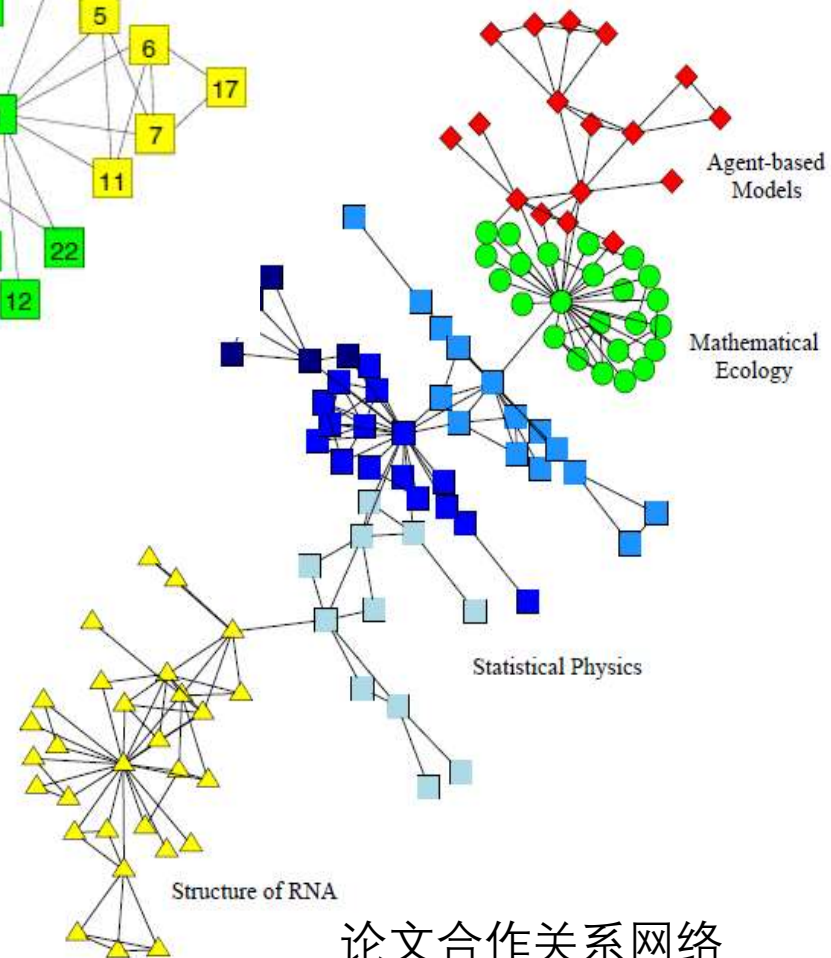 5
6
17
7
11
22
12
Agent-based
Models
Mathematical
Ecology
Statistical Physics
Structure of RNA
论文合作关系网络